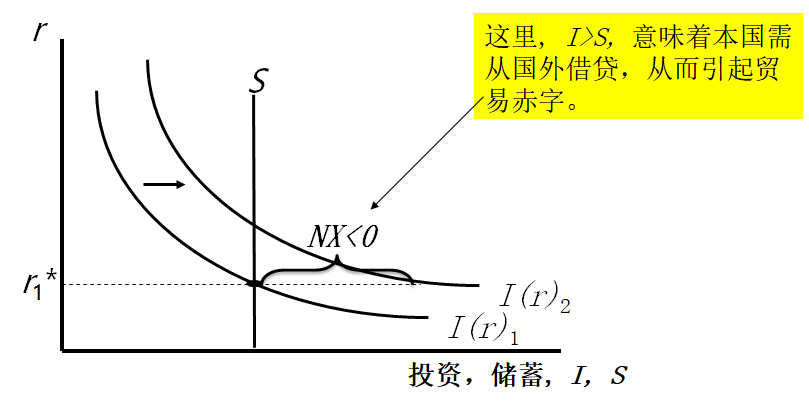 r
这里, I>S, 意味着本国需
从国外借贷，从而引起贸
易赤字。
S
NX<0
r₁*
I(r)₂
I(r)₁
投资，储蓄, I, S